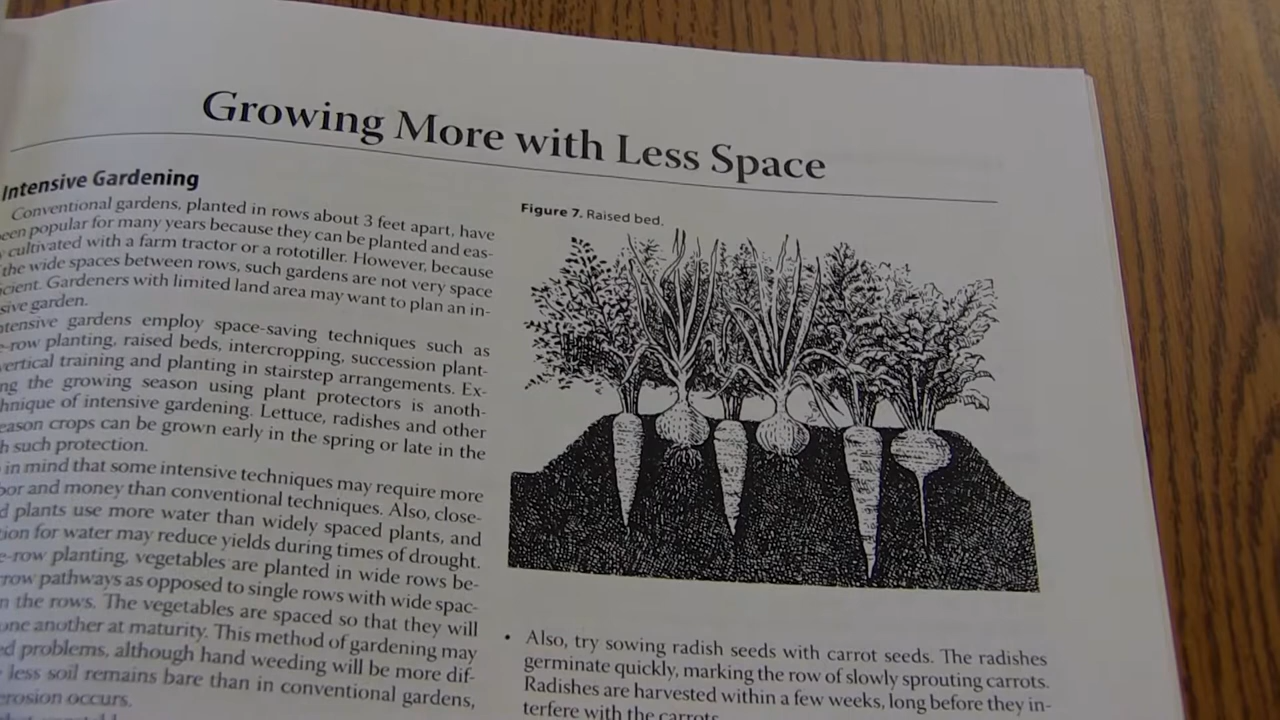 Growing More with Less Space
Intensive Gardening
Conventional gardens, planted in rows about 3 feet apart, have
een popular for many years because they can be planted and eas-
cultivated with a farm tractor or a rototiller. However, because
the wide spaces between rows, such gardens are not very space
icient. Gardeners with limited land area may want to plan an in-
sive garden.
ntensive gardens employ space-saving techniques such as
e-row planting, raised beds, intercropping, succession plant-
vertical training and planting in stairstep arrangements. Ex-
ng the growing season using plant protectors is anoth-
hnique of intensive gardening. Lettuce, radishes and other
eason crops can be grown early in the spring or late in the
h such protection.
in mind that some intensive techniques may require more
bor and money than conventional techniques. Also, close-
d plants use more water than widely spaced plants, and
tion for water may reduce yields during times of drought.
e-row planting, vegetables are planted in wide rows be-
row pathways as opposed to single rows with wide spac-
n the rows. The vegetables are spaced so that they will
one another at maturity. This method of gardening may
ed problems, although hand weeding will be more dif-
less soil remains bare than in conventional gardens,
erosion occurs.
Figure 7. Raised bed.
• Also, try sowing radish seeds with carrot seeds. The radishes
germinate quickly, marking the row of slowly sprouting carrots.
Radishes are harvested within a few weeks, long before they in-
terfere with the carrots.